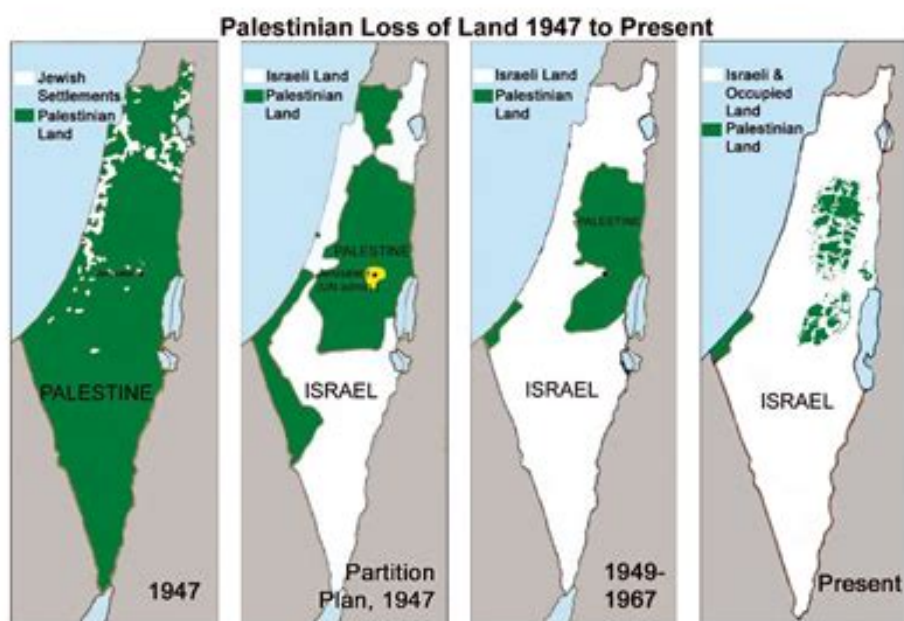 Palestinian Loss of Land 1947 to Present
Jewish
Settlements
Palestinian
Land
PALESTINE
1947
Israeli Land
Palestinian
Land
PALESTINE
ISRAEL
Partition
Plan, 1947
Israeli Land
Palestinian
Land
PALESTINE
ISRAEL
1949-
1967
Israeli &
Occupied
Land
Palestinian
Land
ISRAEL
Present